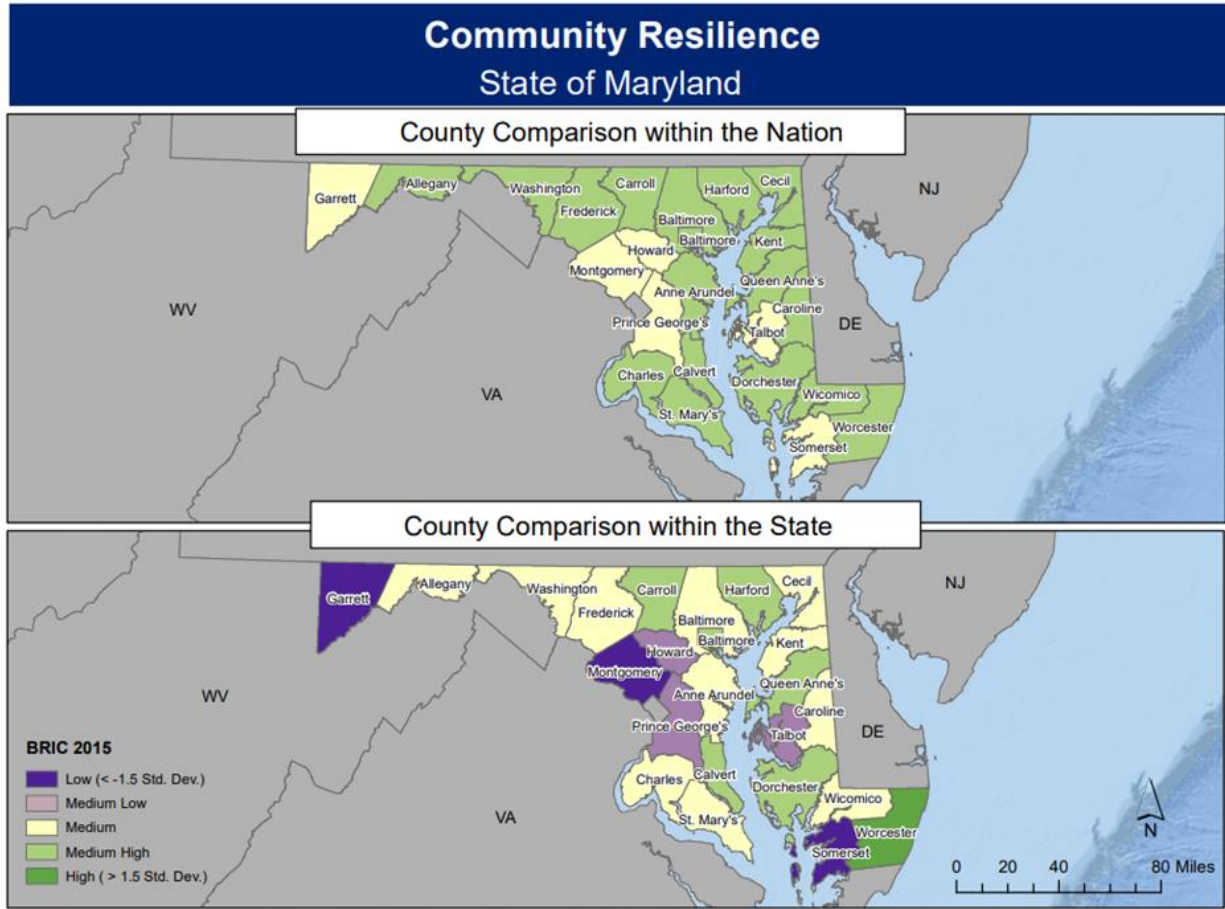 Community Resilience
State of Maryland
County Comparison within the Nation
Garrett
Allegany
Washington
Frederick
Carroll
Baltimore
Harford
Cecil
Baltimore
Kent
Howard
Montgomery
Queen Anne's
Anne Arundel
Caroline
Prince George's
Talbot
Charles
Calvert
Dorchester
St. Mary's
Wicomico
Worcester
Somerset
WV
VA
DE
NJ
County Comparison within the State
Garrett
Allegany
Washington
Frederick
Carroll
Baltimore
Harford
Cecil
Baltimore
Kent
Howard
Montgomery
Queen Anne's
Anne Arundel
Caroline
Prince George's
Talbot
Charles
Calvert
Dorchester
St. Mary's
Wicomico
Worcester
Somerset
WV
VA
DE
NJ
BRIC 2015
Low (< -1.5 Std. Dev.)
Medium Low
Medium
Medium High
High ( > 1.5 Std. Dev.)
N
0 20 40 80 Miles